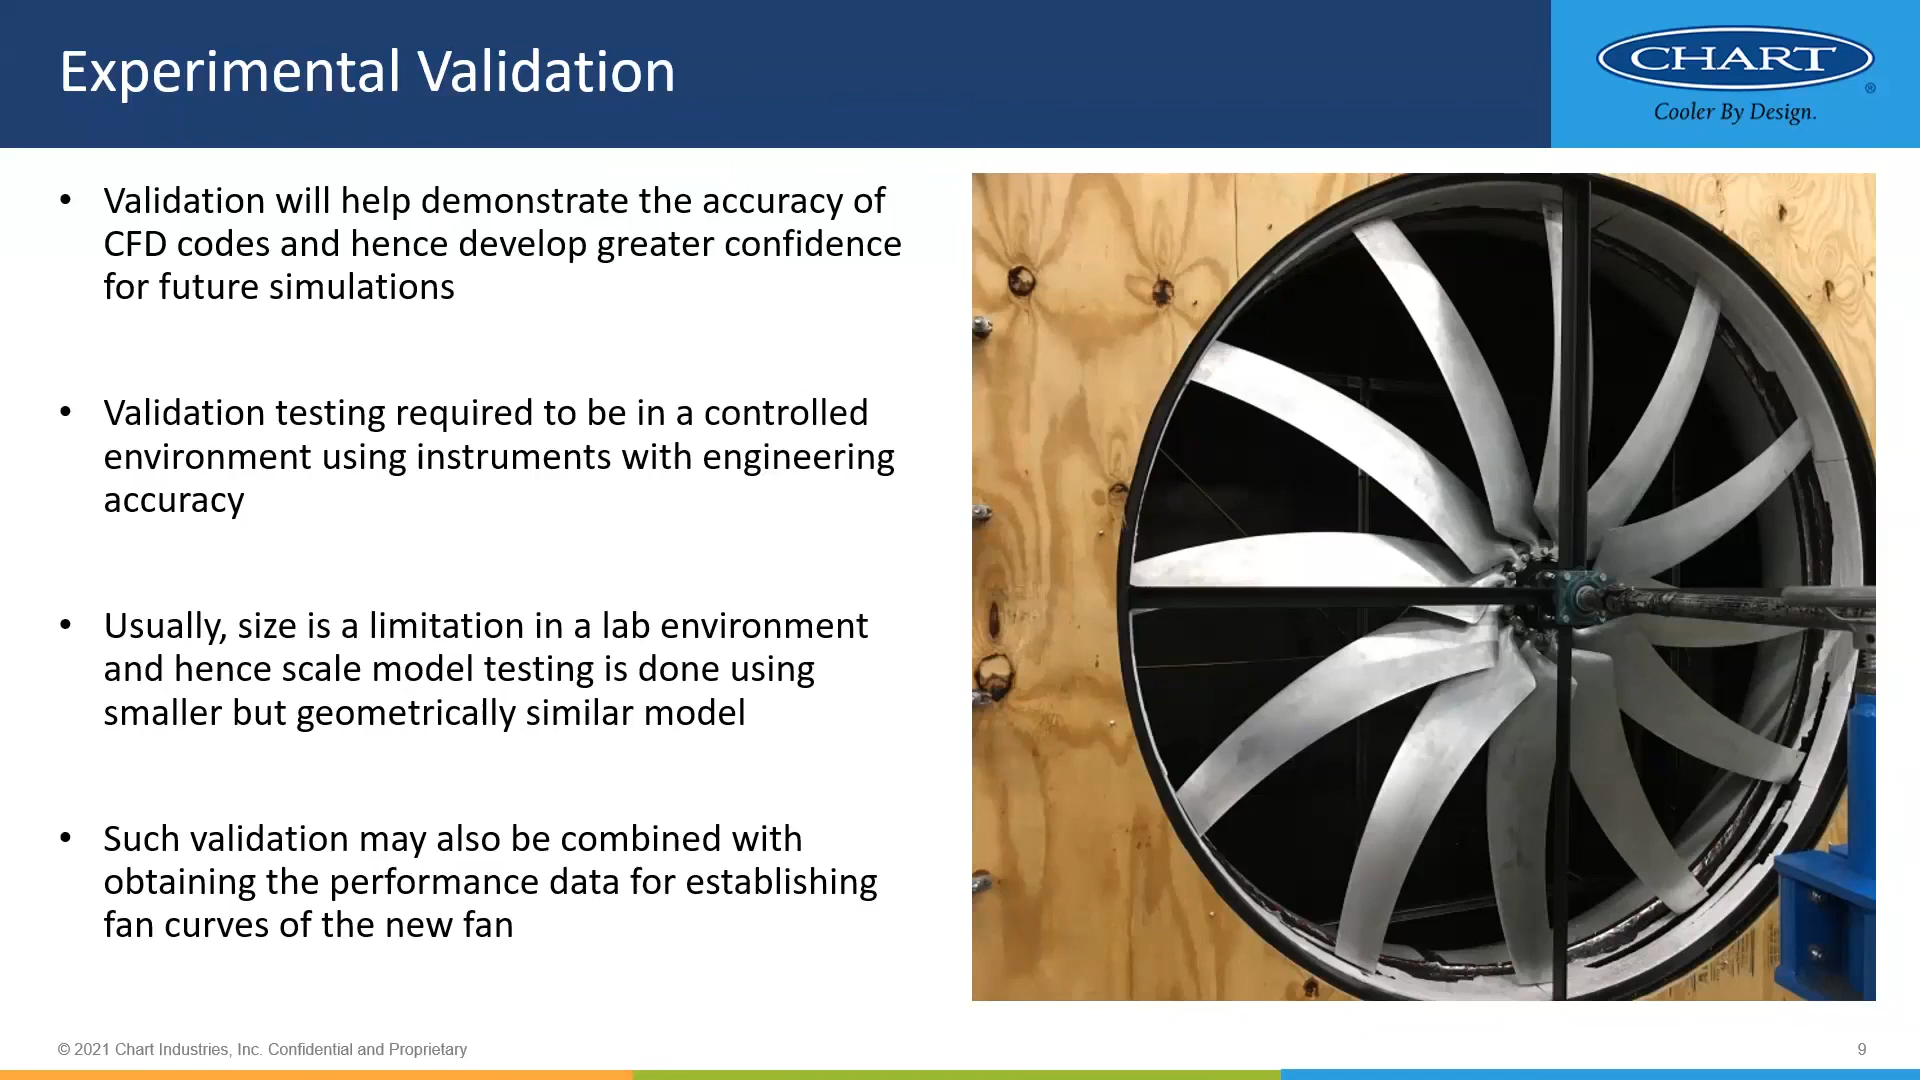 Experimental Validation
CHART
®
Cooler By Design.
• Validation will help demonstrate the accuracy of
CFD codes and hence develop greater confidence
for future simulations
• Validation testing required to be in a controlled
environment using instruments with engineering
accuracy
• Usually, size is a limitation in a lab environment
and hence scale model testing is done using
smaller but geometrically similar model
• Such validation may also be combined with
obtaining the performance data for establishing
fan curves of the new fan
© 2021 Chart Industries, Inc. Confidential and Proprietary
9